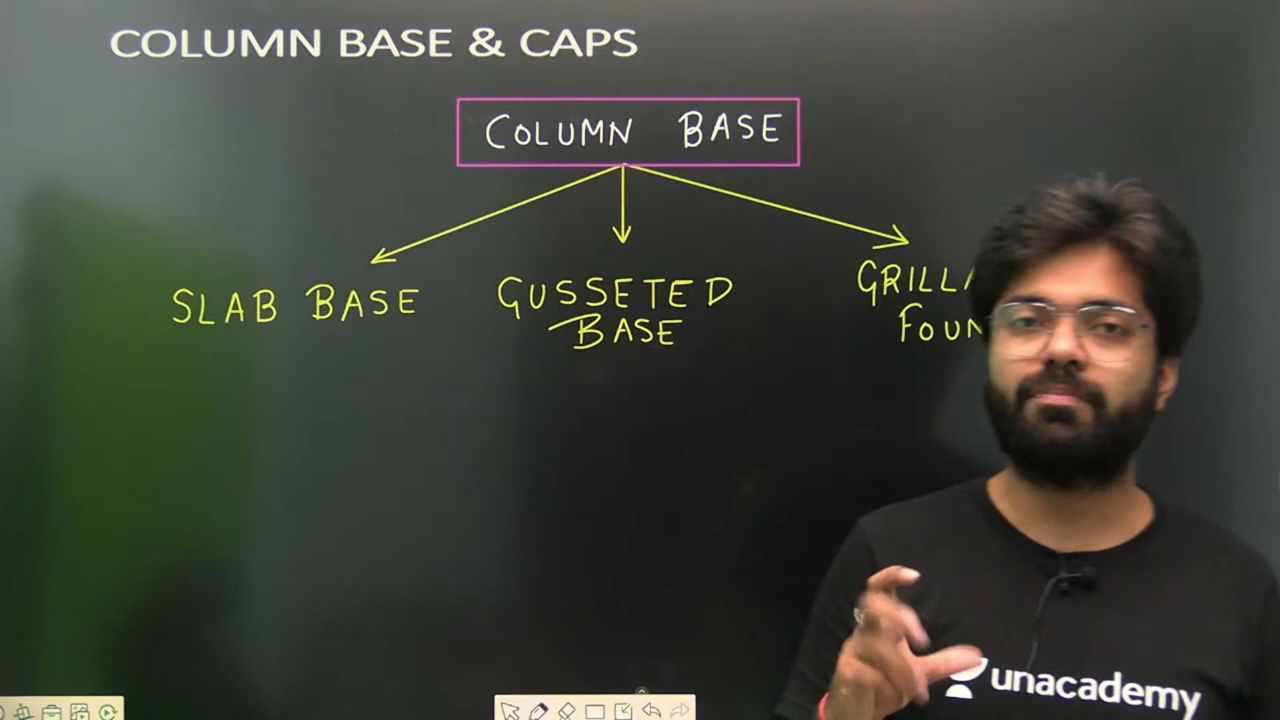 COLUMN BASE & CAPS
COLUMN BASE
SLAB BASE
GUSSETED
BASE
unacademy